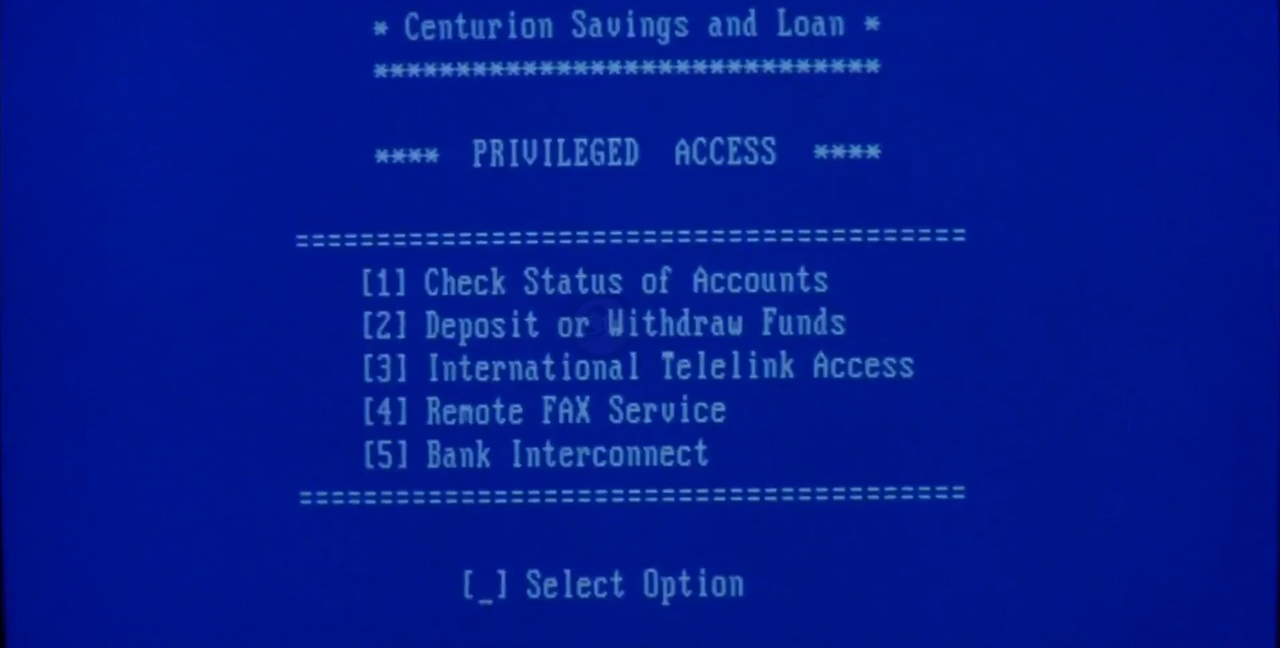 * Centurion Savings and Loan *
*******************************
**** PRIVILEGED ACCESS ****
=========================================
[1] Check Status of Accounts
[2] Deposit or Withdraw Funds
[3] International Telelink Access
[4] Remote FAX Service
[5] Bank Interconnect
=========================================
[_] Select Option